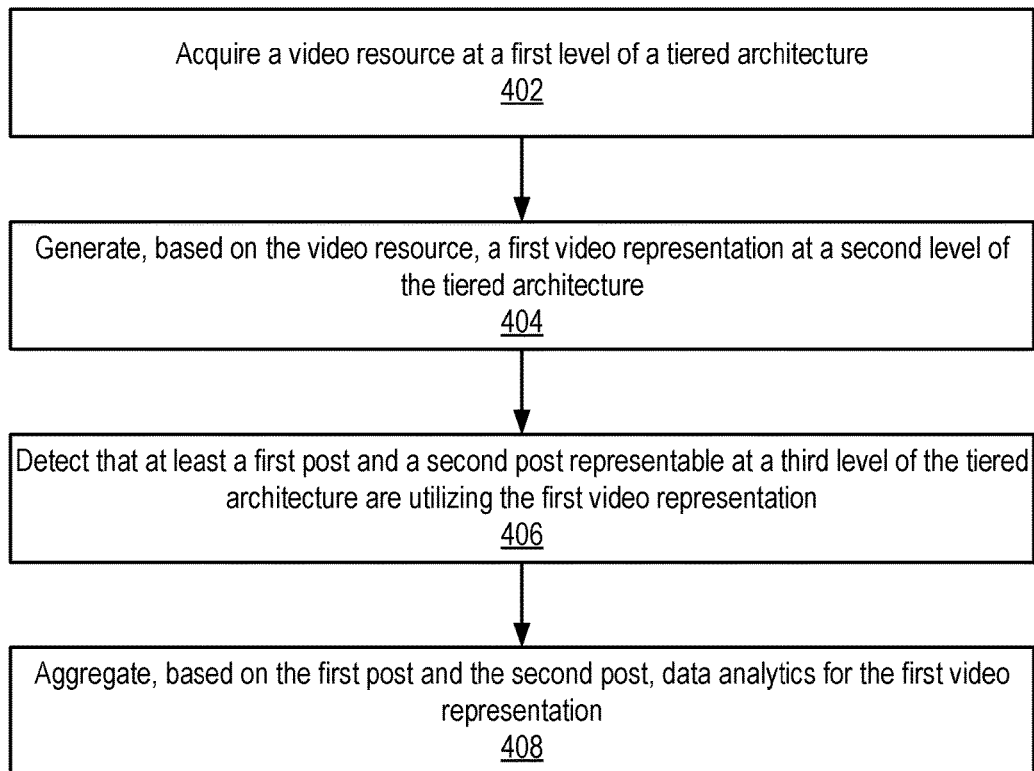 Acquire a video resource at a first level of a tiered architecture
402
Generate, based on the video resource, a first video representation at a second level of
the tiered architecture
404
Detect that at least a first post and a second post representable at a third level of the tiered
architecture are utilizing the first video representation
406
Aggregate, based on the first post and the second post, data analytics for the first video
representation
408